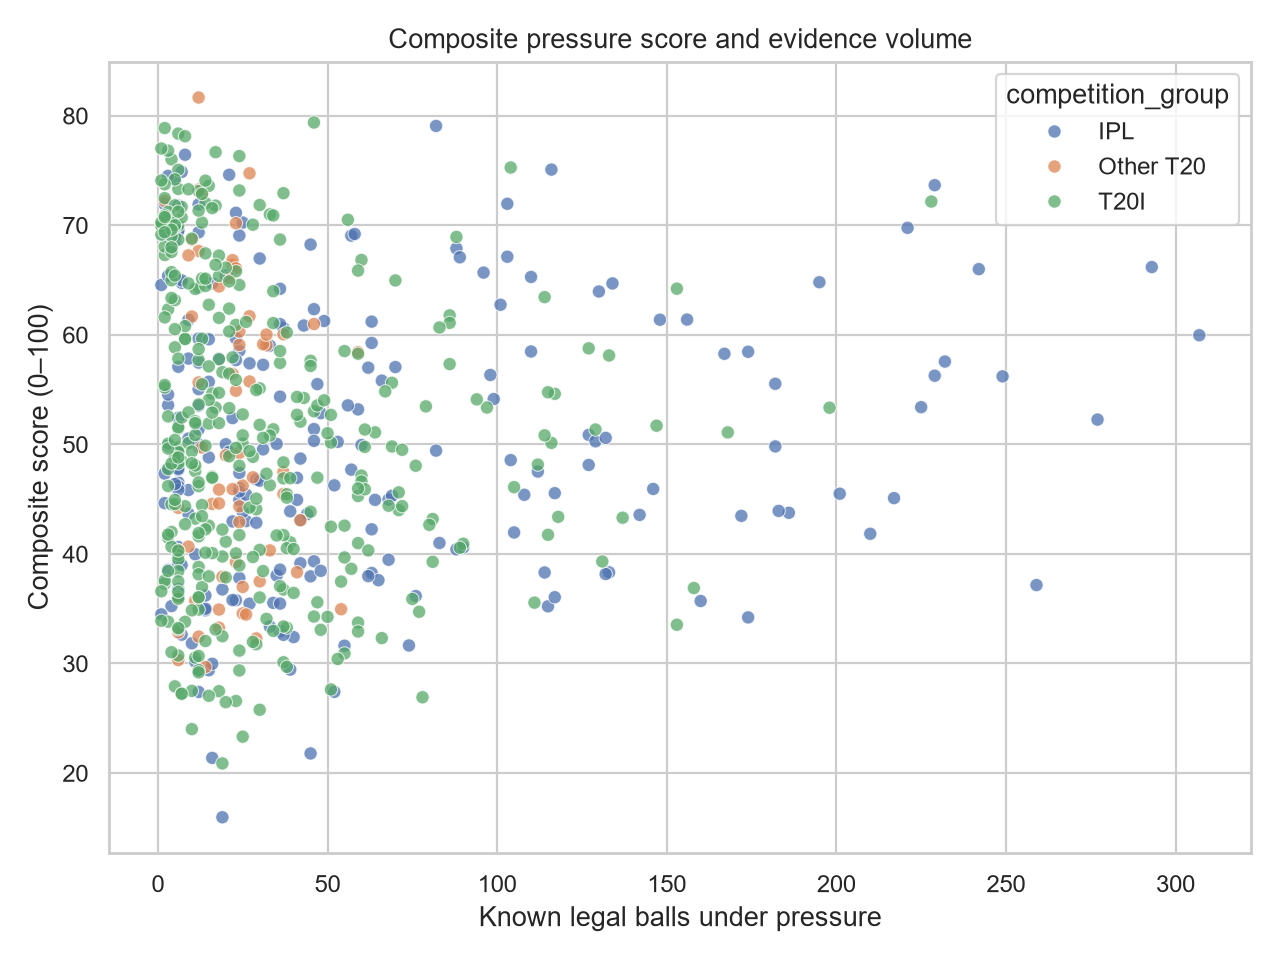 Composite pressure score and evidence volume
competition_group
IPL
Other T20
T20I
Composite score (0–100)
80
70
60
50
40
30
20
0 50 100 150 200 250 300
Known legal balls under pressure